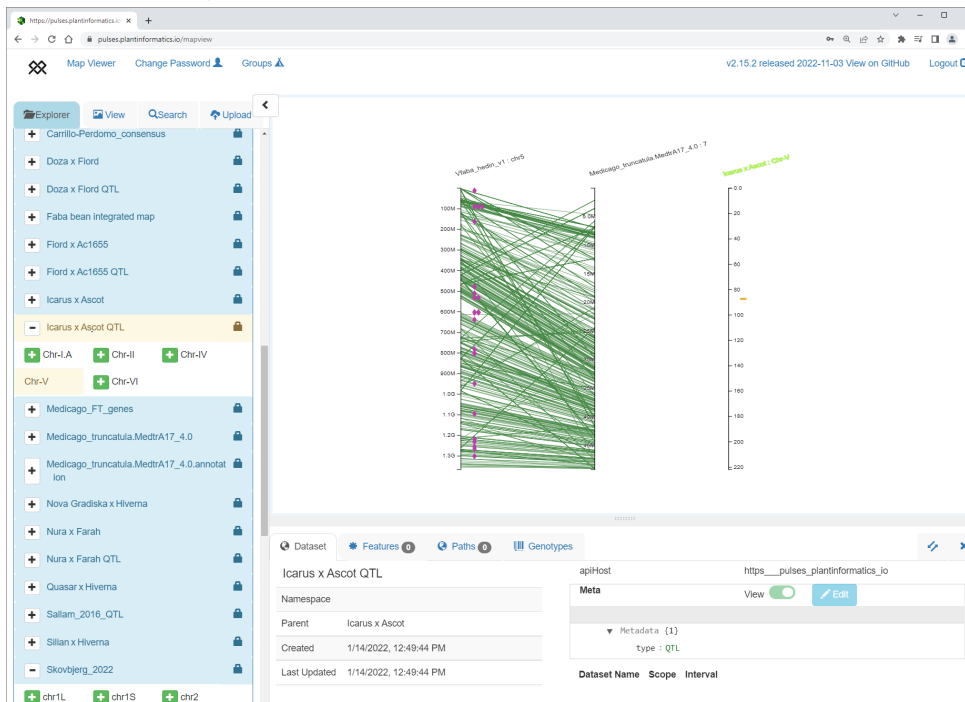 https://pulses.plantinformatics.io
pulses.plantinformatics.io/mapview
Map Viewer Change Password Groups v2.15.2 released 2022-11-03 View on GitHub Logout
Explorer View Search Upload
Carrillo-Perdomo_consensus
Doza x Fiord
Doza x Fiord QTL
Faba bean integrated map
Fiord x Ac1655
Fiord x Ac1655 QTL
Icarus x Ascot
Icarus x Ascot QTL
Chr-I.A Chr-II Chr-IV
Chr-V Chr-VI
Medicago_FT_genes
Medicago_truncatula.MedtrA17_4.0
Medicago_truncatula.MedtrA17_4.0.annotat
ion
Nova Gradiska x Hiverna
Nura x Farah
Nura x Farah QTL
Quasar x Hiverna
Sallam_2016_QTL
Silian x Hiverna
Skovbjerg_2022
chr1L chr1S chr2
Vfaba_hedin_v1 : chr5
100M
200M
300M
400M
500M
600M
700M
800M
900M
1.0G
1.1G
1.2G
1.3G
Medicago_truncatula.MedtrA17_4.0 : 7
5.0M
Icarus x Ascot : Chr-V
0.0
20
40
60
80
100
120
140
160
180
200
220
Dataset Features 0 Paths 0 Genotypes
Icarus x Ascot QTL
Namespace
Parent Icarus x Ascot
Created 1/14/2022, 12:49:44 PM
Last Updated 1/14/2022, 12:49:44 PM
apiHost https___pulses_plantinformatics_io
Meta View Edit
Metadata {1}
type : QTL
Dataset Name Scope Interval